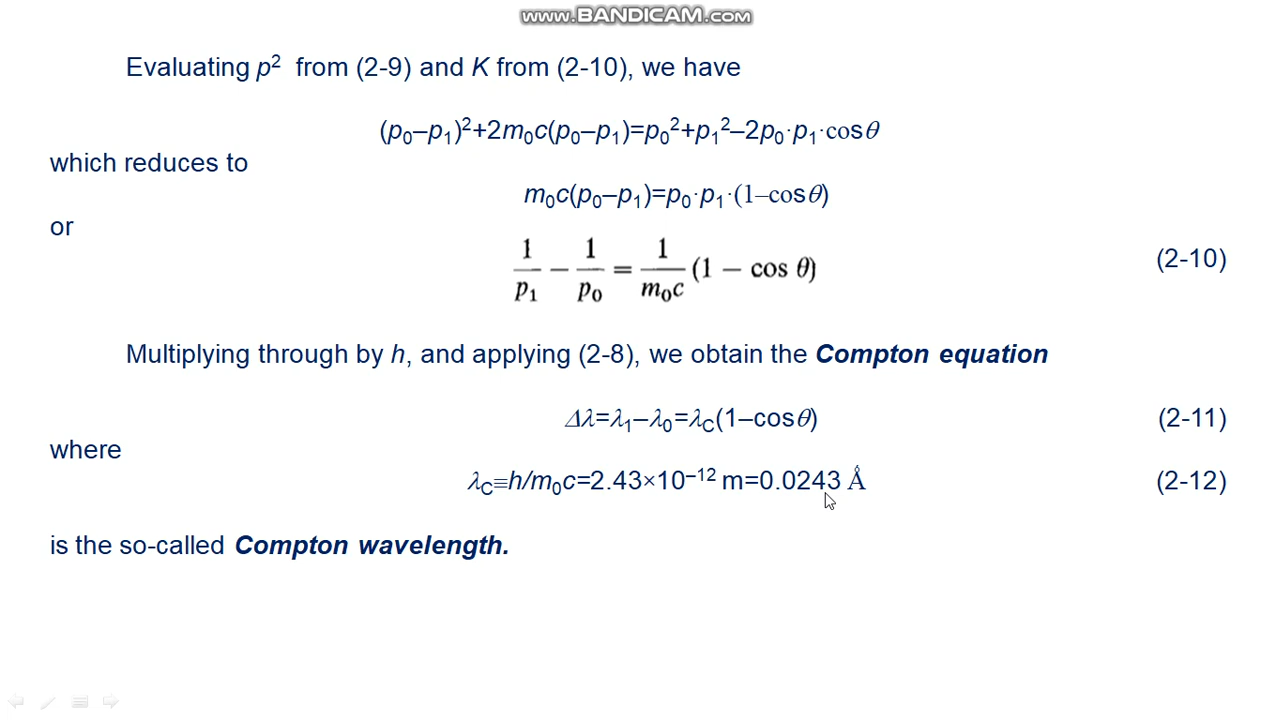 www.BANDICAM.com
Evaluating p² from (2-9) and K from (2-10), we have
(p₀–p₁)²+2m₀c(p₀–p₁)=p₀²+p₁²–2p₀·p₁·cosθ
which reduces to
m₀c(p₀–p₁)=p₀·p₁·(1–cosθ)
or
1/p₁ − 1/p₀ = 1/m₀c (1 − cos θ) (2-10)
Multiplying through by h, and applying (2-8), we obtain the Compton equation
Δλ=λ₁–λ₀=λ_C(1–cosθ) (2-11)
where
λ_C≡h/m₀c=2.43×10⁻¹² m=0.0243 Å (2-12)
is the so-called Compton wavelength.